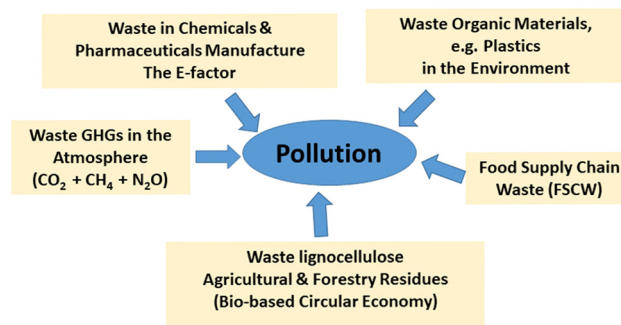 Waste in Chemicals &
Pharmaceuticals Manufacture
The E-factor
Waste Organic Materials,
e.g. Plastics
in the Environment
Waste GHGs in the
Atmosphere
(CO₂ + CH₄ + N₂O)
Pollution
Food Supply Chain
Waste (FSCW)
Waste lignocellulose
Agricultural & Forestry Residues
(Bio-based Circular Economy)